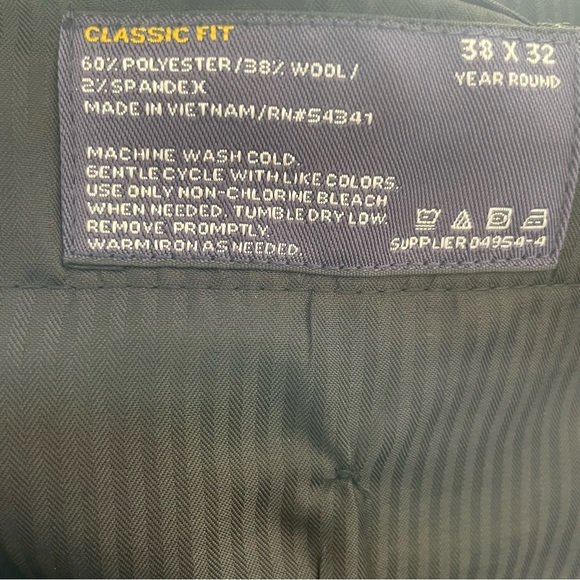 CLASSIC FIT
38 X 32
60% POLYESTER/38% WOOL/
YEAR ROUND
2% SPANDEX
MADE IN VIETNAM/RN#54341
MACHINE WASH COLD.
GENTLE CYCLE WITH LIKE COLORS.
USE ONLY NON-CHLORINE BLEACH
WHEN NEEDED. TUMBLE DRY LOW.
REMOVE PROMPTLY.
WARM IRON AS NEEDED.
SUPPLIER 04954-4